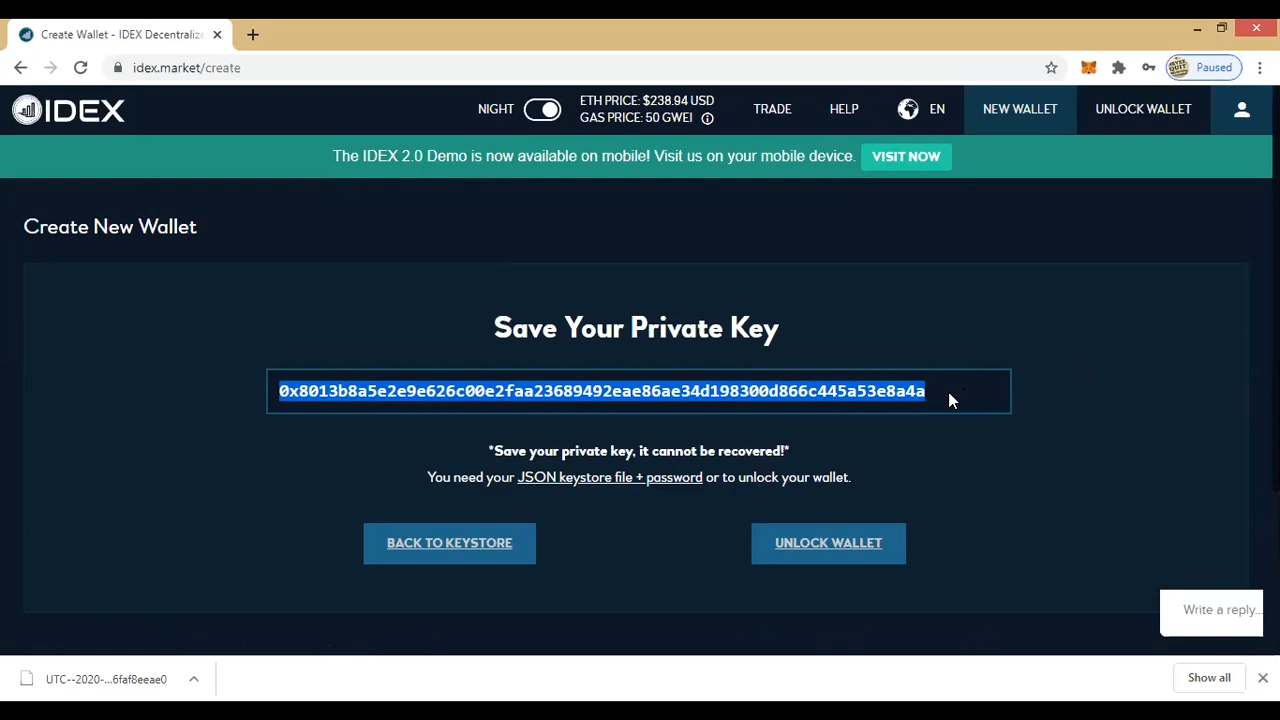 Create Wallet - IDEX Decentralize
idex.market/create
Paused
IDEX
NIGHT
ETH PRICE: $238.94 USD
GAS PRICE: 50 GWEI
TRADE
HELP
EN
NEW WALLET
UNLOCK WALLET
The IDEX 2.0 Demo is now available on mobile! Visit us on your mobile device.
VISIT NOW
Create New Wallet
Save Your Private Key
0x8013b8a5e2e9e626c00e2faa23689492eae86ae34d198300d866c445a53e8a4a
*Save your private key, it cannot be recovered!*
You need your JSON keystore file + password or to unlock your wallet.
BACK TO KEYSTORE
UNLOCK WALLET
Write a reply...
UTC--2020-...6faf8eeae0
Show all